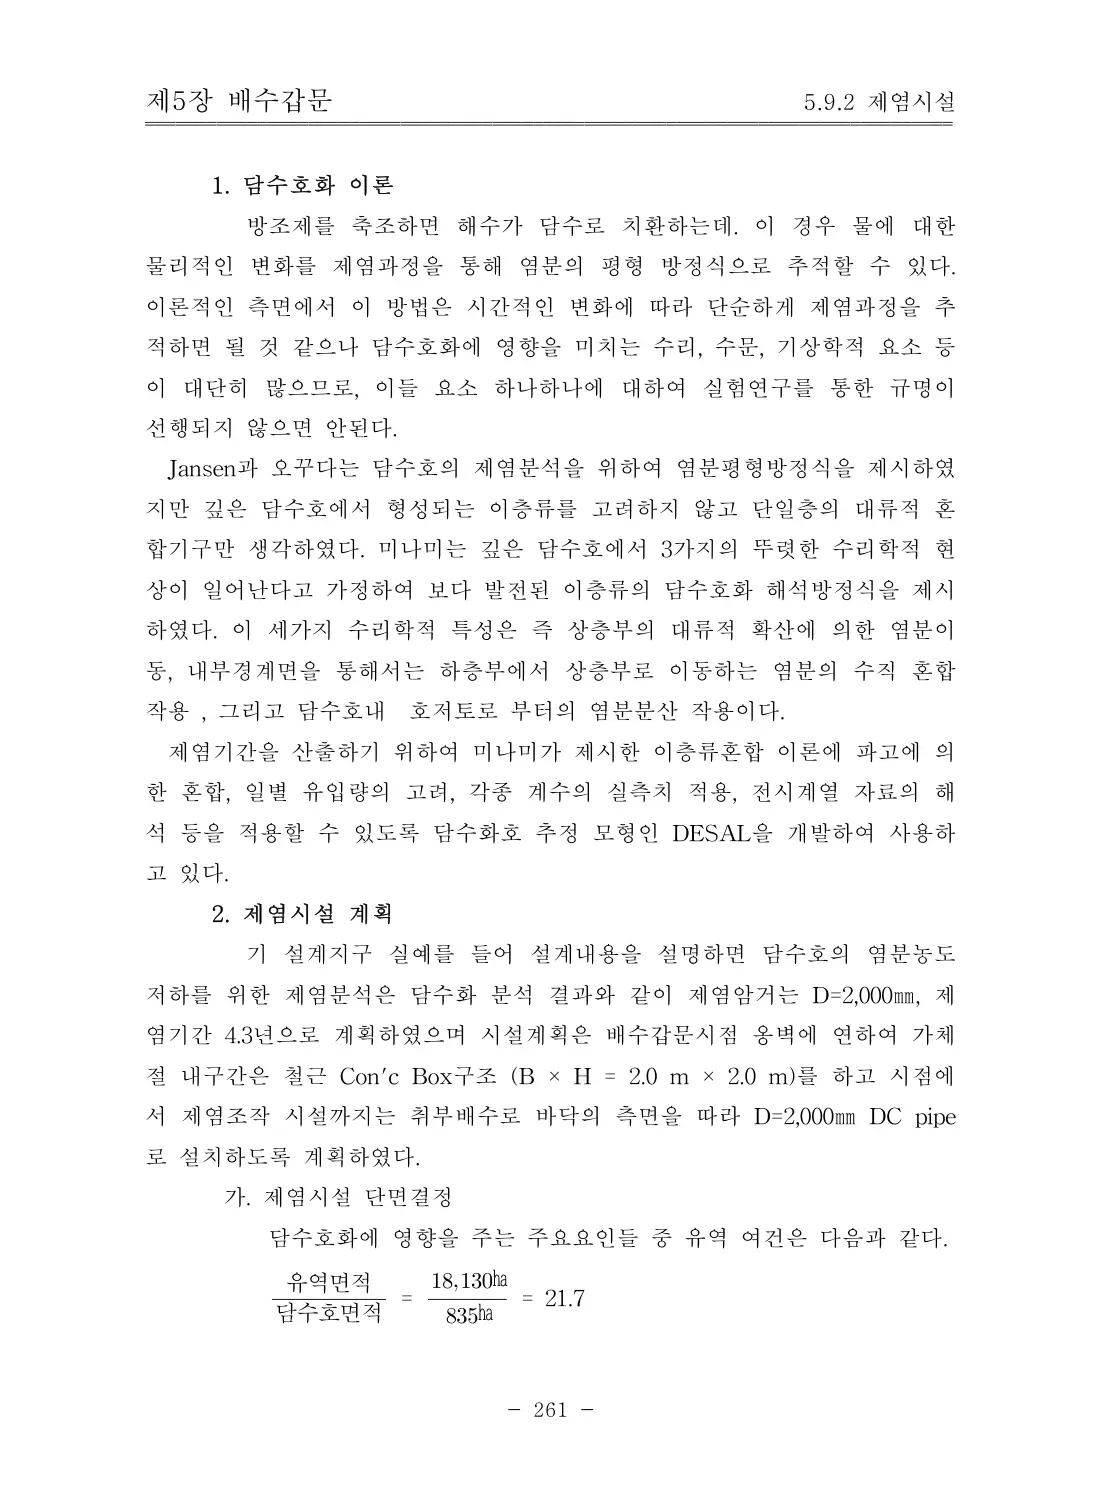 제5장 배수갑문
5.9.2 제염시설
1. 담수호화 이론
방조제를 축조하면 해수가 담수로 치환하는데. 이 경우 물에 대한
물리적인 변화를 제염과정을 통해 염분의 평형 방정식으로 추적할 수 있다.
이론적인 측면에서 이 방법은 시간적인 변화에 따라 단순하게 제염과정을 추
적하면 될 것 같으나 담수호화에 영향을 미치는 수리, 수문, 기상학적 요소 등
이 대단히 많으므로, 이들 요소 하나하나에 대하여 실험연구를 통한 규명이
선행되지 않으면 안된다.
Jansen과 오꾸다는 담수호의 제염분석을 위하여 염분평형방정식을 제시하였
지만 깊은 담수호에서 형성되는 이층류를 고려하지 않고 단일층의 대류적 혼
합기구만 생각하였다. 미나미는 깊은 담수호에서 3가지의 뚜렷한 수리학적 현
상이 일어난다고 가정하여 보다 발전된 이층류의 담수호화 해석방정식을 제시
하였다. 이 세가지 수리학적 특성은 즉 상층부의 대류적 확산에 의한 염분이
동, 내부경계면을 통해서는 하층부에서 상층부로 이동하는 염분의 수직 혼합
작용 , 그리고 담수호내 호저토로 부터의 염분분산 작용이다.
제염기간을 산출하기 위하여 미나미가 제시한 이층류혼합 이론에 파고에 의
한 혼합, 일별 유입량의 고려, 각종 계수의 실측치 적용, 전시계열 자료의 해
석 등을 적용할 수 있도록 담수화호 추정 모형인 DESAL을 개발하여 사용하
고 있다.
2. 제염시설 계획
기 설계지구 실예를 들어 설계내용을 설명하면 담수호의 염분농도
저하를 위한 제염분석은 담수화 분석 결과와 같이 제염암거는 D=2,000㎜, 제
염기간 4.3년으로 계획하였으며 시설계획은 배수갑문시점 옹벽에 연하여 가체
절 내구간은 철근 Con′c Box구조 (B × H = 2.0 m × 2.0 m)를 하고 시점에
서 제염조작 시설까지는 취부배수로 바닥의 측면을 따라 D=2,000㎜ DC pipe
로 설치하도록 계획하였다.
가. 제염시설 단면결정
담수호화에 영향을 주는 주요요인들 중 유역 여건은 다음과 같다.
유역면적/담수호면적 = 18,130㏊/835㏊ = 21.7
- 261 -